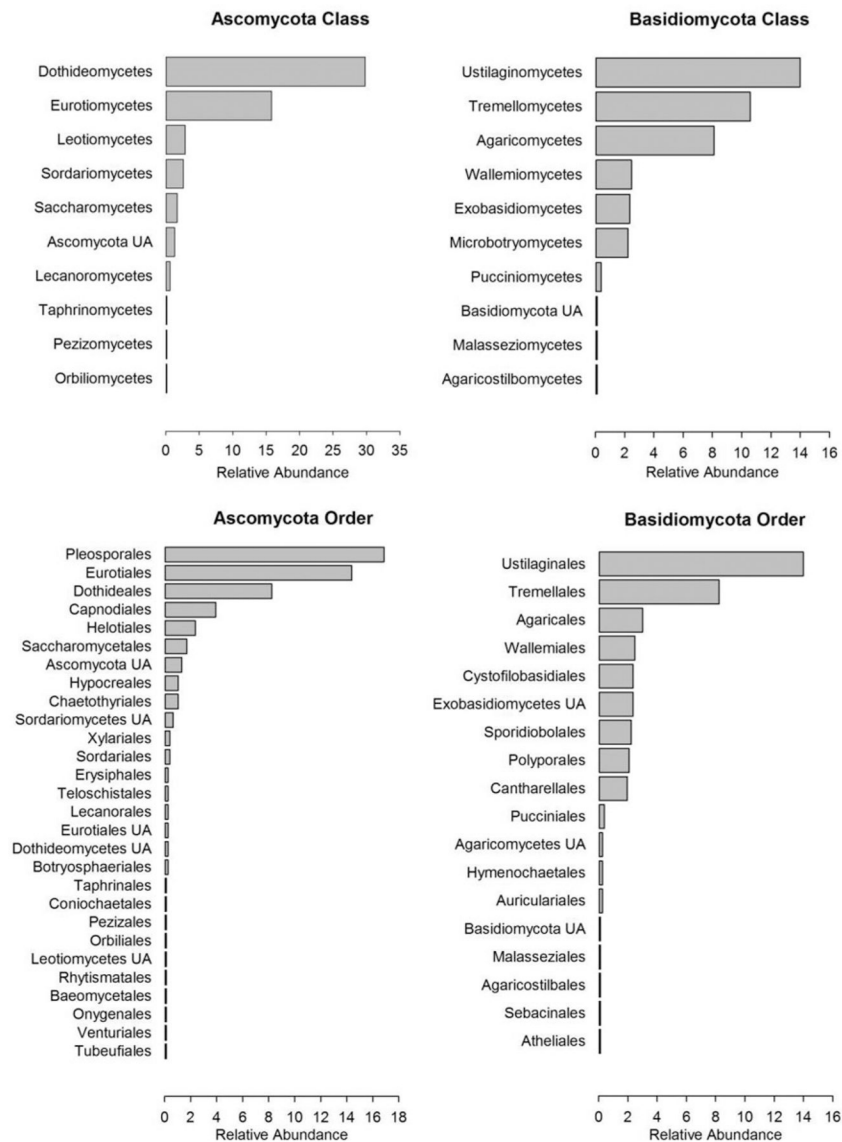 Ascomycota Class
Dothideomycetes
Eurotiomycetes
Leotiomycetes
Sordariomycetes
Saccharomycetes
Ascomycota UA
Lecanoromycetes
Taphrinomycetes
Pezizomycetes
Orbiliomycetes
0 5 10 15 20 25 30 35
Relative Abundance
Basidiomycota Class
Ustilaginomycetes
Tremellomycetes
Agaricomycetes
Wallemiomycetes
Exobasidiomycetes
Microbotryomycetes
Pucciniomycetes
Basidiomycota UA
Malasseziomycetes
Agaricostilbomycetes
0 2 4 6 8 10 12 14 16
Relative Abundance
Ascomycota Order
Pleosporales
Eurotiales
Dothideales
Capnodiales
Helotiales
Saccharomycetales
Ascomycota UA
Hypocreales
Chaetothyriales
Sordariomycetes UA
Xylariales
Sordariales
Erysiphales
Teloschistales
Lecanorales
Eurotiales UA
Dothideomycetes UA
Botryosphaeriales
Taphrinales
Coniochaetales
Pezizales
Orbiliales
Leotiomycetes UA
Rhytismatales
Baeomycetales
Onygenales
Venturiales
Tubeufiales
0 2 4 6 8 10 12 14 16 18
Relative Abundance
Basidiomycota Order
Ustilaginales
Tremellales
Agaricales
Wallemiales
Cystofilobasidiales
Exobasidiomycetes UA
Sporidiobolales
Polyporales
Cantharellales
Pucciniales
Agaricomycetes UA
Hymenochaetales
Auriculariales
Basidiomycota UA
Malasseziales
Agaricostilbales
Sebacinales
Atheliales
0 2 4 6 8 10 12 14 16
Relative Abundance